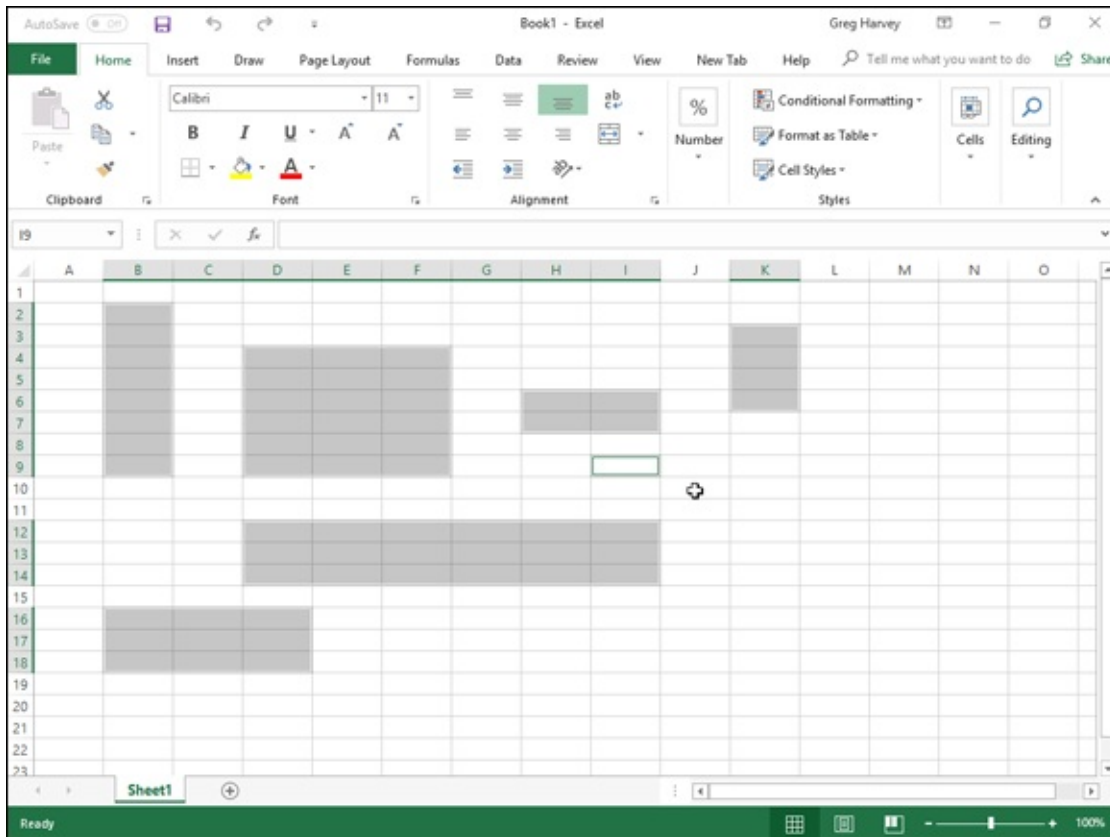 AutoSave Off Book1 - Excel Greg Harvey
File Home Insert Draw Page Layout Formulas Data Review View New Tab Help Tell me what you want to do Share
Calibri 11 ab % Conditional Formatting
Paste B I U A A Number Format as Table Cells Editing
A Cell Styles
Clipboard Font Alignment Styles
I9 fx
A B C D E F G H I J K L M N O
1
2
3
4
5
6
7
8
9
10
11
12
13
14
15
16
17
18
19
20
21
22
23
Sheet1
Ready 100%